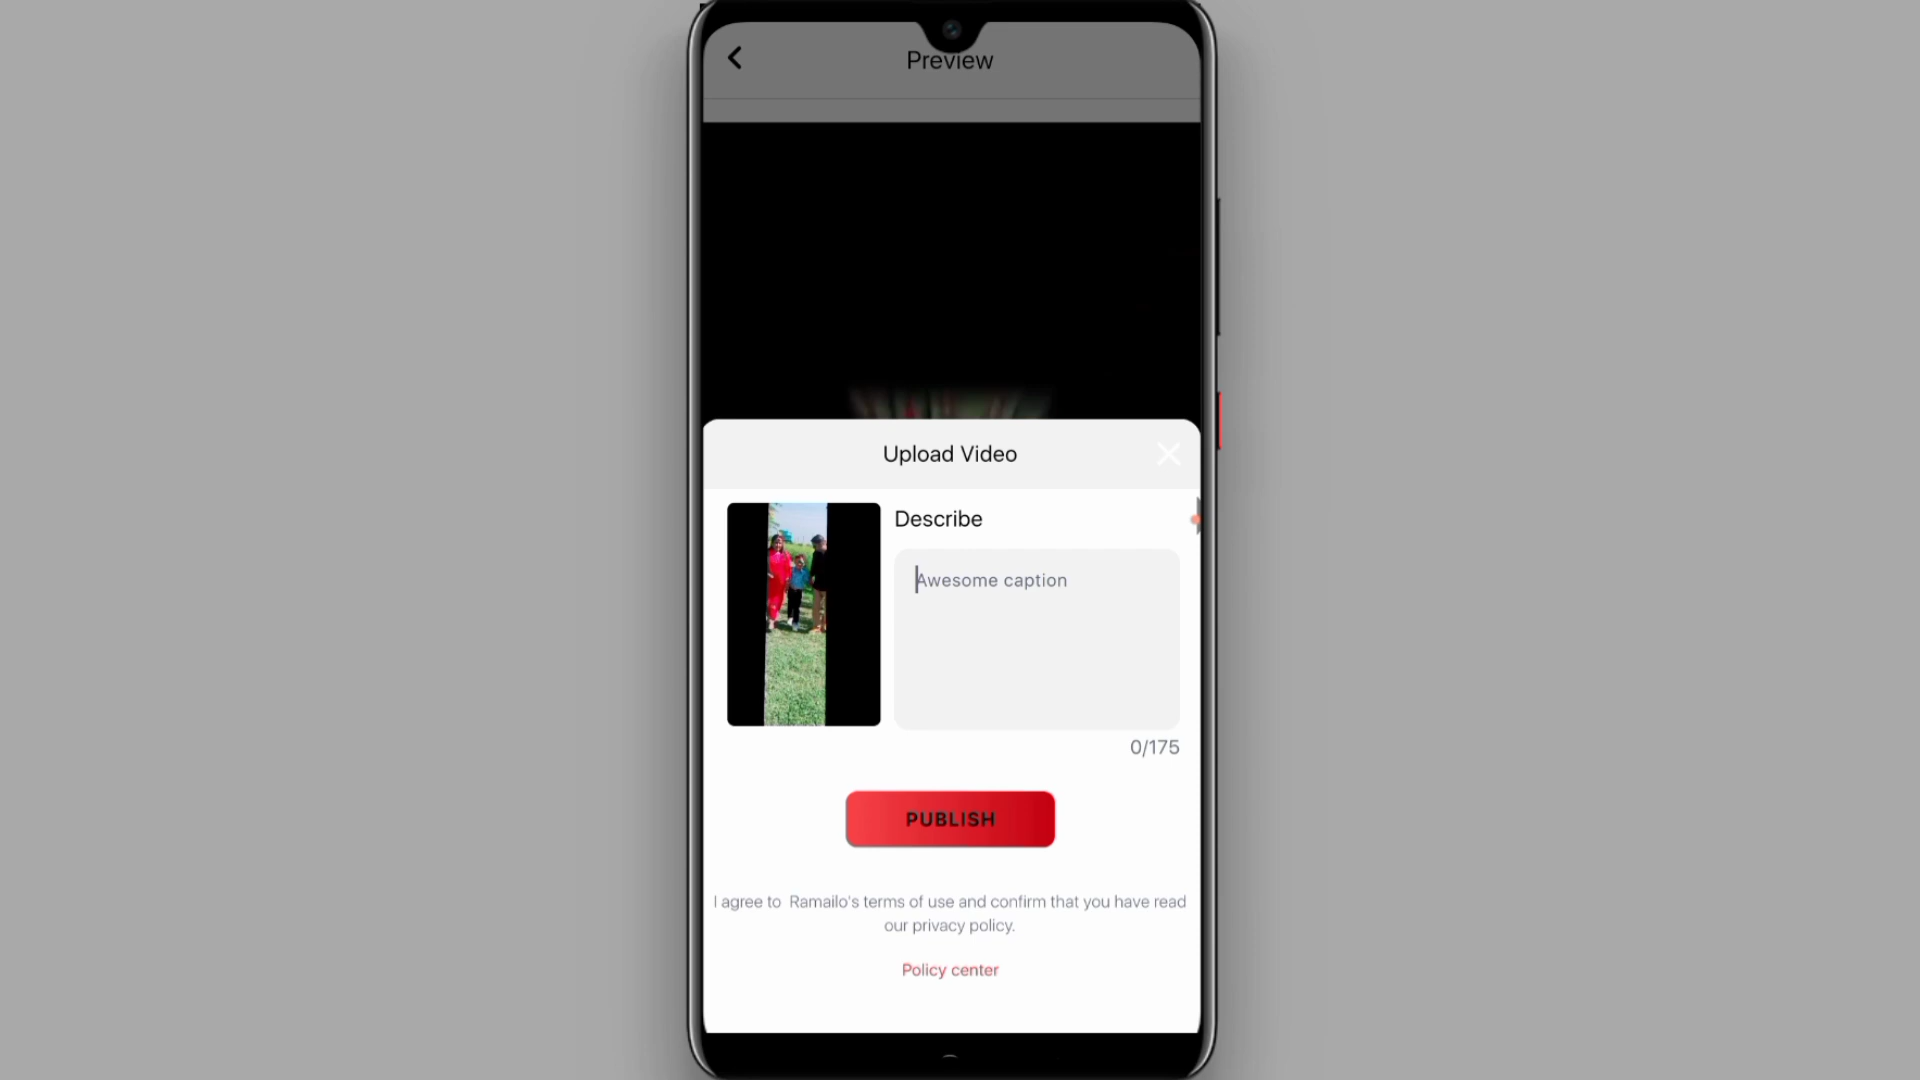 Preview
Upload Video
Describe
Awesome caption
0/175
PUBLISH
I agree to  Ramailo's terms of use and confirm that you have read
our privacy policy.
Policy center